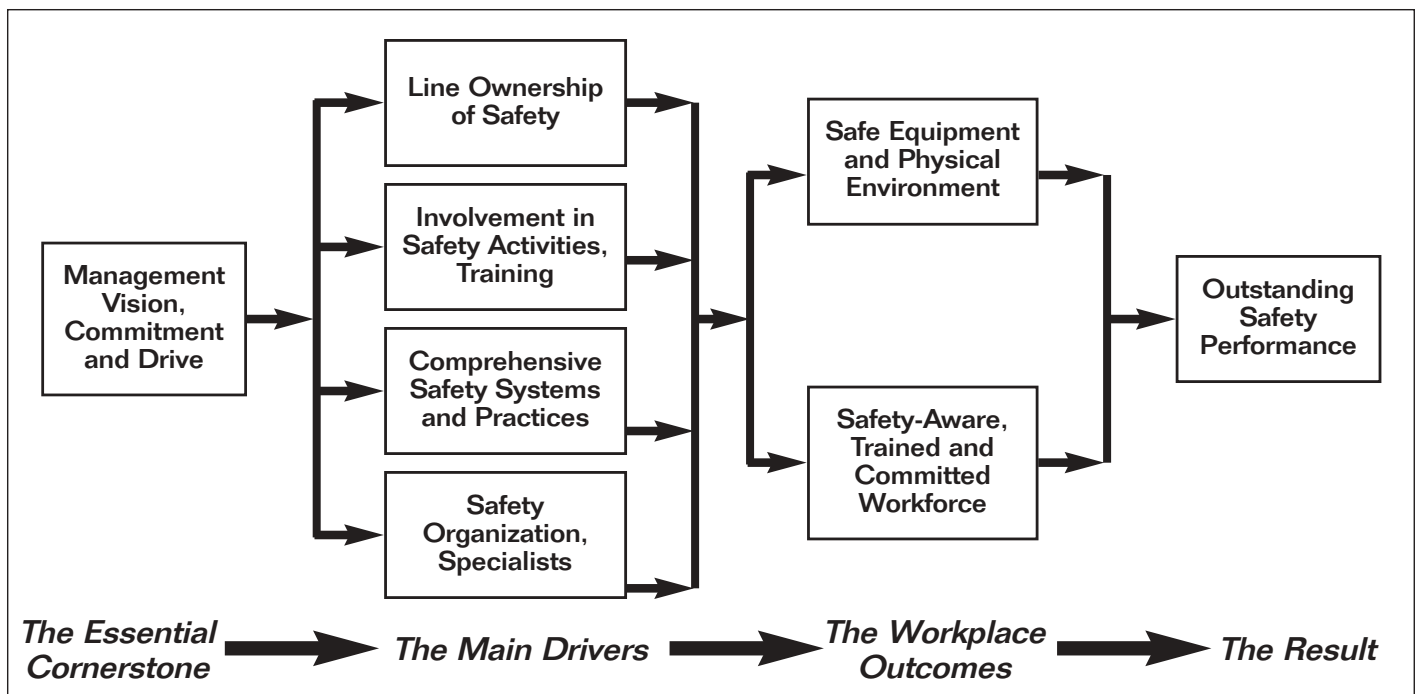 Management
Vision,
Commitment
and Drive
Line Ownership
of Safety
Involvement in
Safety Activities,
Training
Comprehensive
Safety Systems
and Practices
Safety
Organization,
Specialists
Safe Equipment
and Physical
Environment
Safety-Aware,
Trained and
Committed
Workforce
Outstanding
Safety
Performance
The Essential
Cornerstone
The Main Drivers
The Workplace
Outcomes
The Result